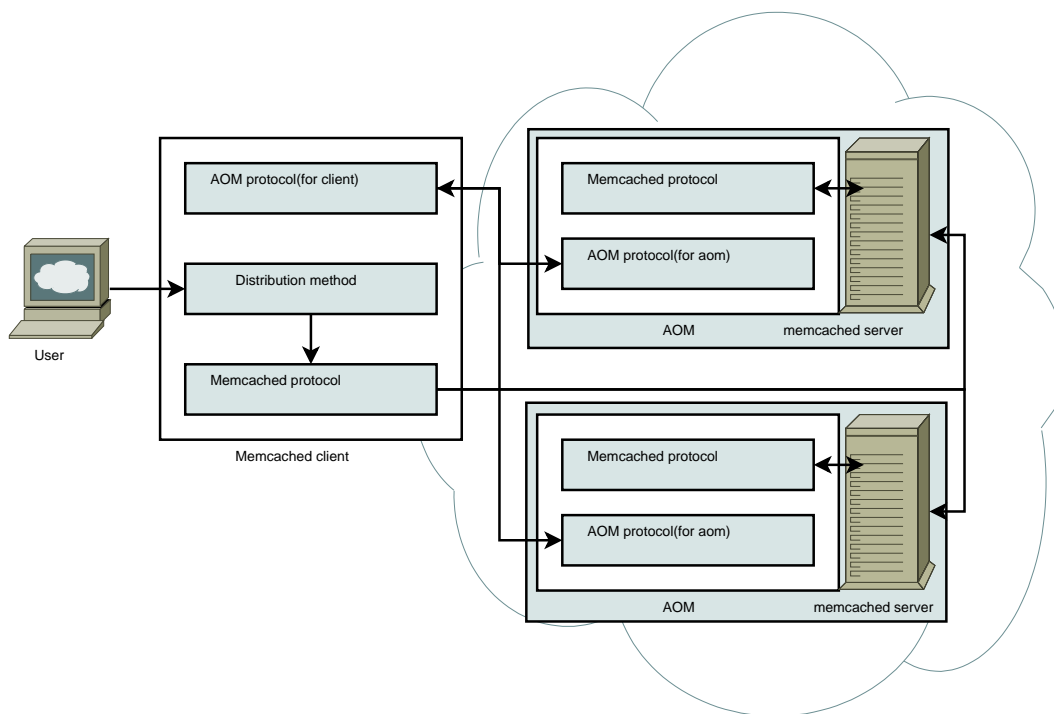 User
AOM protocol(for client)
Distribution method
Memcached protocol
Memcached client
Memcached protocol
AOM protocol(for aom)
AOM
memcached server
Memcached protocol
AOM protocol(for aom)
AOM
memcached server